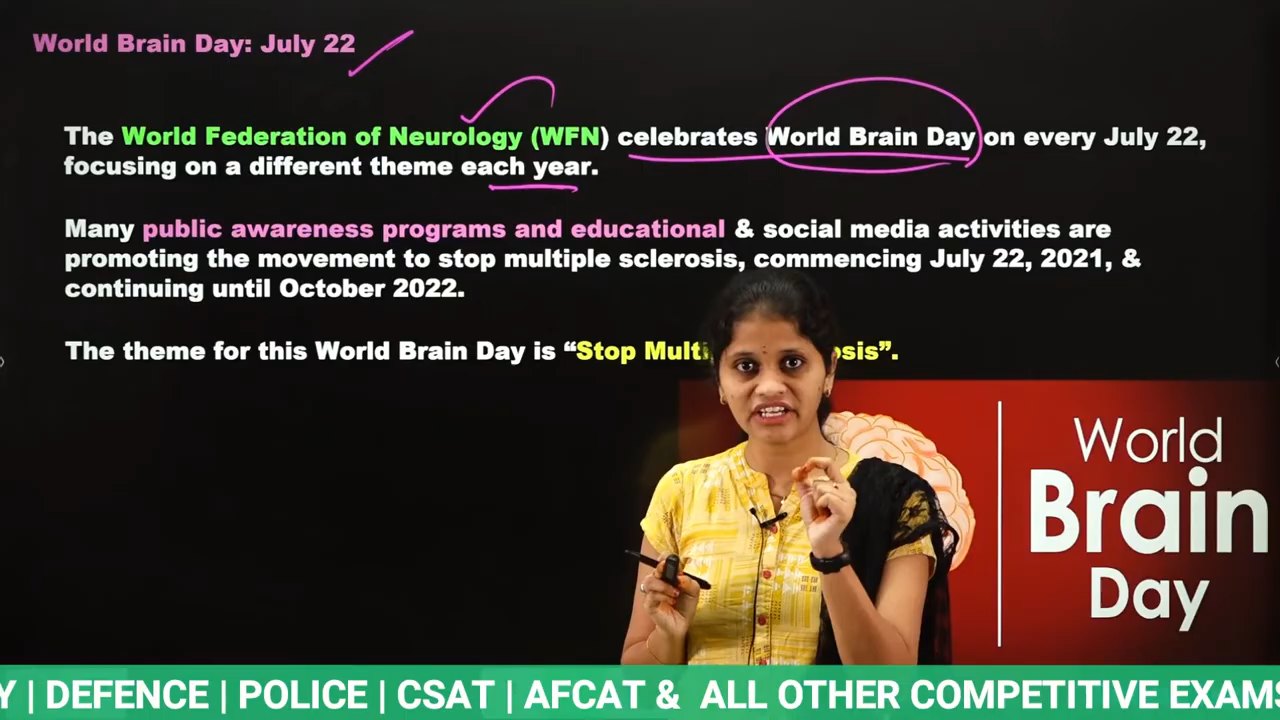 World Brain Day: July 22
The World Federation of Neurology (WFN) celebrates World Brain Day on every July 22,
focusing on a different theme each year.
Many public awareness programs and educational & social media activities are
promoting the movement to stop multiple sclerosis, commencing July 22, 2021, &
continuing until October 2022.
The theme for this World Brain Day is “Stop
World
Brain
Day
| DEFENCE | POLICE | CSAT | AFCAT & ALL OTHER COMPETITIVE